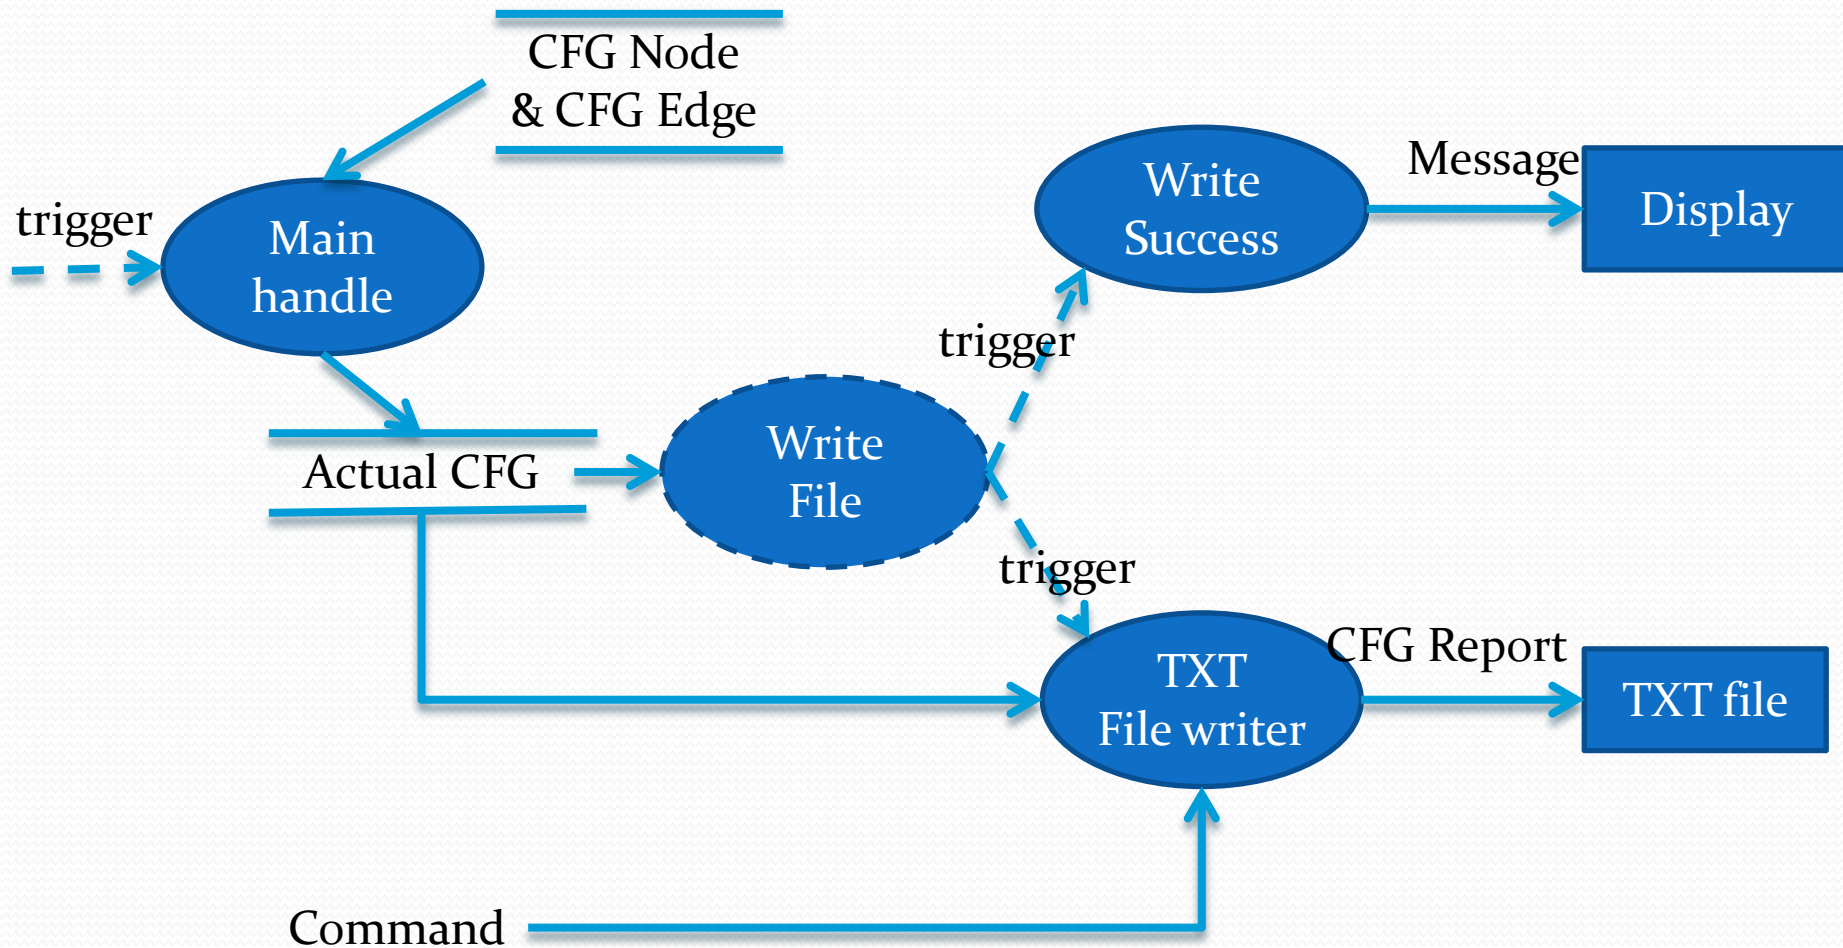 CFG Node
& CFG Edge
trigger
Main
handle
Write
Success
Message
Display
trigger
Actual CFG
Write
File
trigger
TXT
File writer
CFG Report
TXT file
Command